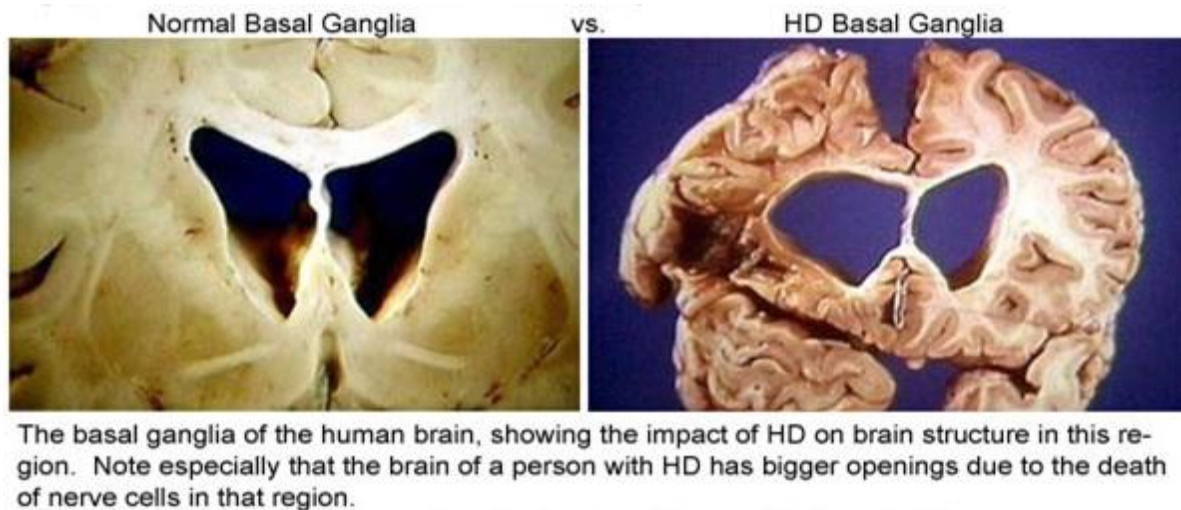 Normal Basal Ganglia vs. HD Basal Ganglia
The basal ganglia of the human brain, showing the impact of HD on brain structure in this re-
gion. Note especially that the brain of a person with HD has bigger openings due to the death
of nerve cells in that region.